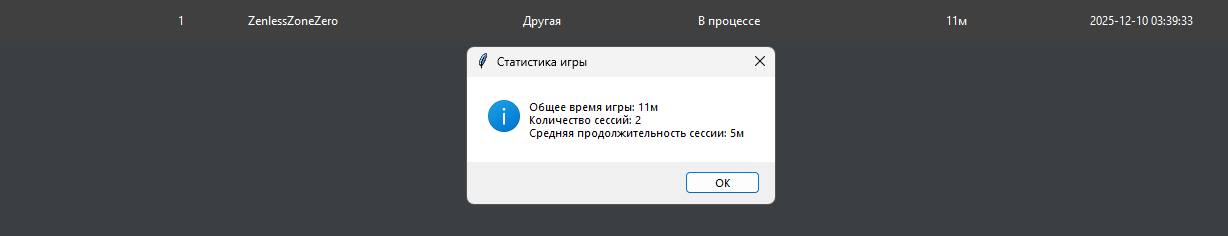 1 ZenlessZoneZero Другая В процессе 11м 2025-12-10 03:39:33
Статистика игры
Общее время игры: 11м
Количество сессий: 2
Средняя продолжительность сессии: 5м
OK